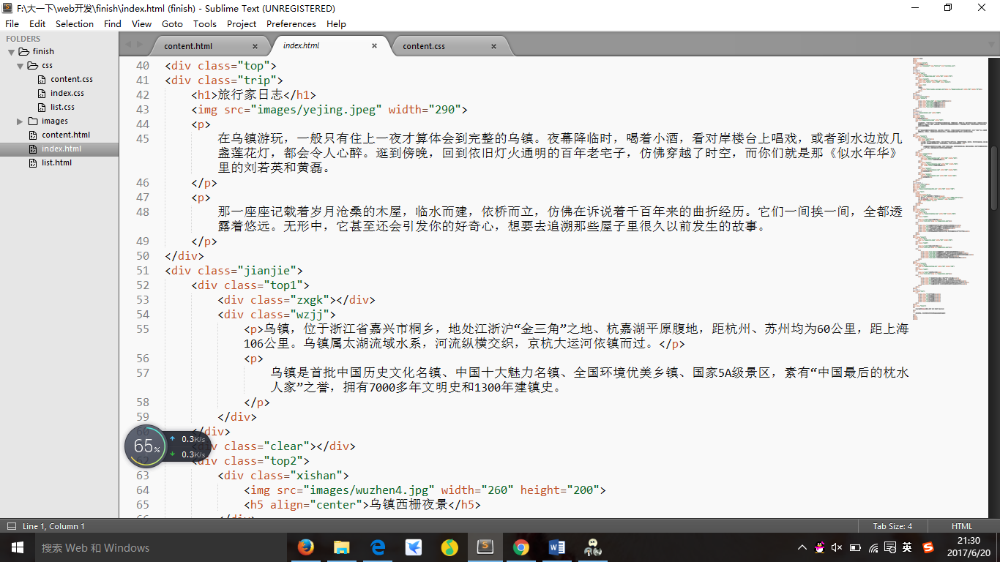 F:\大一下\web开发\finish\index.html (finish) - Sublime Text (UNREGISTERED)
File Edit Selection Find View Goto Tools Project Preferences Help
FOLDERS
finish
css
content.css
index.css
list.css
images
content.html
index.html
list.html
content.html × index.html × content.css ×
40 <div class="top">
41 <div class="trip">
42 <h1>旅行家日志</h1>
43 <img src="images/yejing.jpeg" width="290">
44 <p>
45 在乌镇游玩，一般只有住上一夜才算体会到完整的乌镇。夜幕降临时，喝着小酒，看对岸楼台上唱戏，或者到水边放几
盏莲花灯，都会令人心醉。逛到傍晚，回到依旧灯火通明的百年老宅子，仿佛穿越了时空，而你们就是那《似水年华》
里的刘若英和黄磊。
46 </p>
47 <p>
48 那一座座记载着岁月沧桑的木屋，临水而建，依桥而立，仿佛在诉说着千百年来的曲折经历。它们一间挨一间，全都透
露着悠远。无形中，它甚至还会引发你的好奇心，想要去追溯那些屋子里很久以前发生的故事。
49 </p>
50 </div>
51 <div class="jianjie">
52 <div class="top1">
53 <div class="zxgk"></div>
54 <div class="wzjj">
55 <p>乌镇，位于浙江省嘉兴市桐乡，地处江浙沪“金三角”之地、杭嘉湖平原腹地，距杭州、苏州均为60公里，距上海
106公里。乌镇属太湖流域水系，河流纵横交织，京杭大运河依镇而过。</p>
56 <p>
57 乌镇是首批中国历史文化名镇、中国十大魅力名镇、全国环境优美乡镇、国家5A级景区，素有“中国最后的枕水
人家”之誉，拥有7000多年文明史和1300年建镇史。
58 </p>
59 </div>
60 </div>
div class="clear"></div>
62 <div class="top2">
63 <div class="xishan">
64 <img src="images/wuzhen4.jpg" width="260" height="200">
65 <h5 align="center">乌镇西栅夜景</h5>
65%
0.3K/s
0.3K/s
Line 1, Column 1 Tab Size: 4 HTML
搜索 Web 和 Windows
英
21:30
2017/6/20